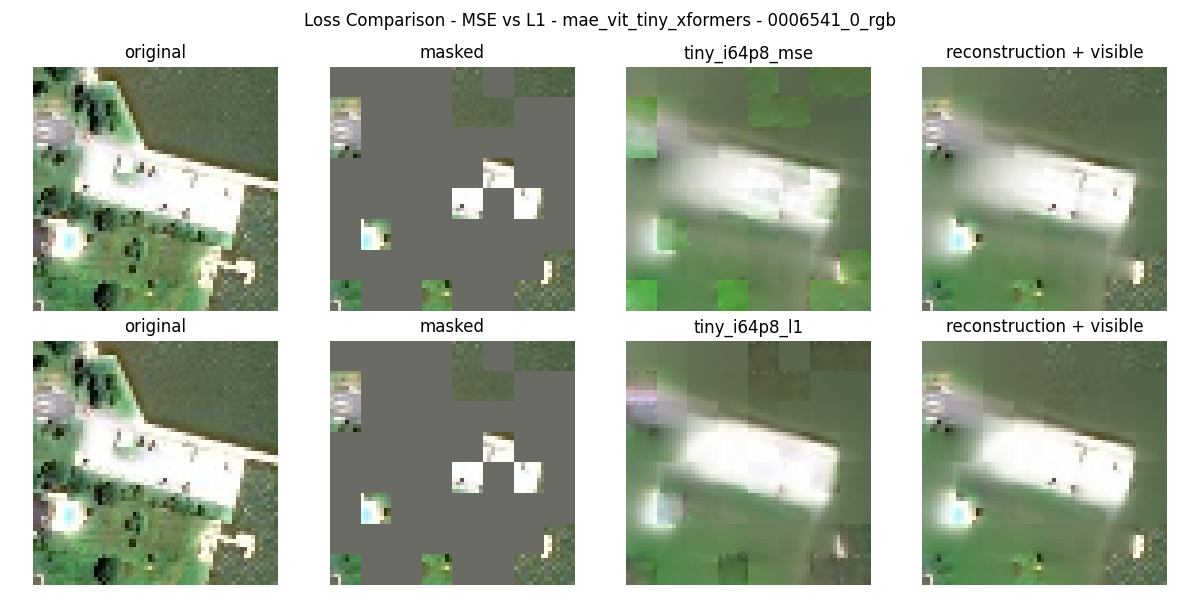 Loss Comparison - MSE vs L1 - mae_vit_tiny_xformers - 0006541_0_rgb
original
masked
tiny_i64p8_mse
reconstruction + visible
original
masked
tiny_i64p8_l1
reconstruction + visible